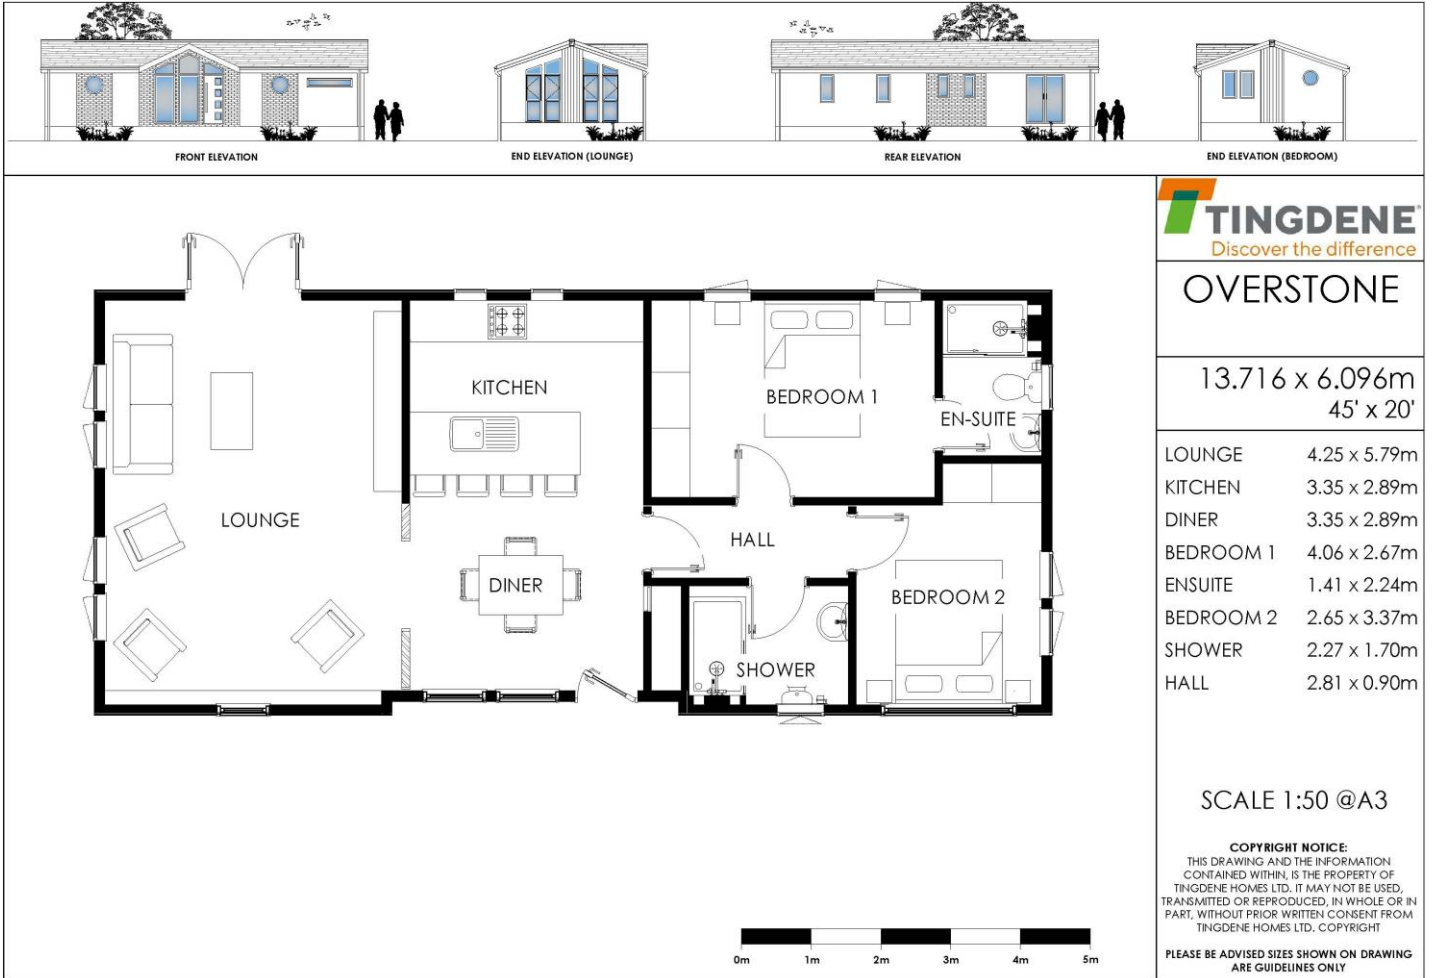 FRONT ELEVATION
END ELEVATION (LOUNGE)
REAR ELEVATION
END ELEVATION (BEDROOM)
TINGDENE
Discover the difference
OVERSTONE
13.716 x 6.096m
45' x 20'
LOUNGE 4.25 x 5.79m
KITCHEN 3.35 x 2.89m
DINER 3.35 x 2.89m
BEDROOM 1 4.06 x 2.67m
ENSUITE 1.41 x 2.24m
BEDROOM 2 2.65 x 3.37m
SHOWER 2.27 x 1.70m
HALL 2.81 x 0.90m
KITCHEN
BEDROOM 1
EN-SUITE
LOUNGE
HALL
DINER
BEDROOM 2
SHOWER
SCALE 1:50 @A3
COPYRIGHT NOTICE:
THIS DRAWING AND THE INFORMATION
CONTAINED WITHIN, IS THE PROPERTY OF
TINGDENE HOMES LTD. IT MAY NOT BE USED,
TRANSMITTED OR REPRODUCED, IN WHOLE OR IN
PART, WITHOUT PRIOR WRITTEN CONSENT FROM
TINGDENE HOMES LTD. COPYRIGHT
PLEASE BE ADVISED SIZES SHOWN ON DRAWING
ARE GUIDELINES ONLY
0m 1m 2m 3m 4m 5m